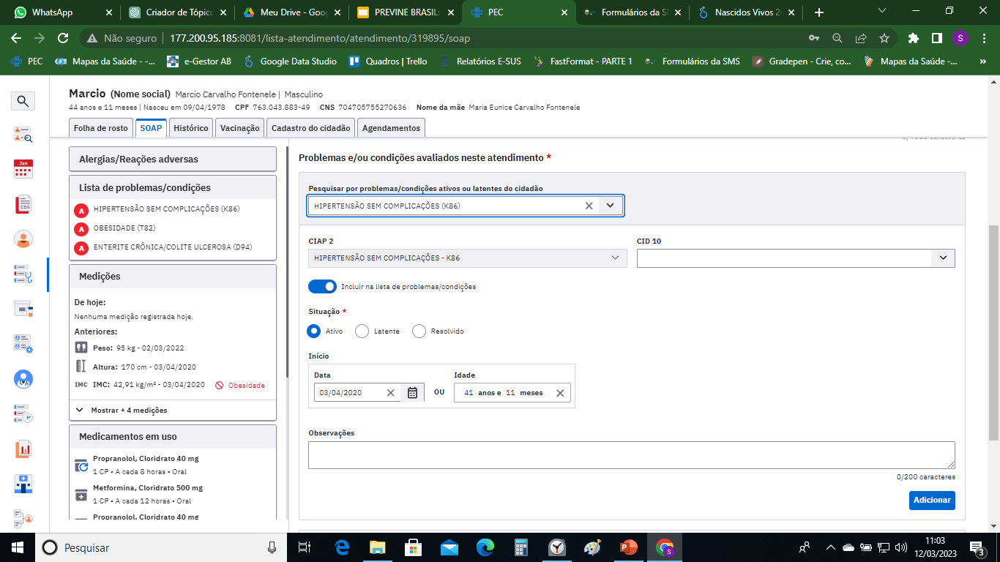 WhatsApp
Criador de Tópico
Meu Drive - Goog
PREVINE BRASIL:
PEC
Formulários da S
Nascidos Vivos 2
Não seguro
177.200.95.185:8081/lista-atendimento/atendimento/319895/soap
S
PEC
Mapas da Saúde - -...
e-Gestor AB
Google Data Studio
Quadros | Trello
Relatórios E-SUS
FastFormat - PARTE 1
Formulários da SMS
Gradepen - Crie, co...
Mapas da Saúde -...
»
Marcio (Nome social) Marcio Carvalho Fontenele | Masculino
44 anos e 11 meses | Nasceu em 09/04/1978 CPF 763.043.883-49 CNS 704705755270636 Nome da mãe Maria Eunice Carvalho Fontenele
Folha de rosto
SOAP
Histórico
Vacinação
Cadastro do cidadão
Agendamentos
Jan
CDS
Alergias/Reações adversas
Lista de problemas/condições
A HIPERTENSÃO SEM COMPLICAÇÕES (K86)
A OBESIDADE (T82)
A ENTERITE CRÔNICA/COLITE ULCEROSA (D94)
Medições
De hoje:
Nenhuma medição registrada hoje.
Anteriores:
Peso: 95 kg - 02/03/2022
Altura: 170 cm - 03/04/2020
IMC IMC: 42,91 kg/m² - 03/04/2020 Obesidade
Mostrar + 4 medições
Medicamentos em uso
Propranolol, Cloridrato 40 mg
1 CP • A cada 8 horas • Oral
Metformina, Cloridrato 500 mg
1 CP • A cada 12 horas • Oral
Propranolol, Cloridrato 40 mg
Problemas e/ou condições avaliados neste atendimento *
Pesquisar por problemas/condições ativos ou latentes do cidadão
HIPERTENSÃO SEM COMPLICAÇÕES (K86)
CIAP 2
HIPERTENSÃO SEM COMPLICAÇÕES - K86
CID 10
Incluir na lista de problemas/condições
Situação *
Ativo
Latente
Resolvido
Início
Data
03/04/2020
OU
Idade
41 anos e 11 meses
Observações
0/200 caracteres
Adicionar
Pesquisar
S
11:03
12/03/2023
3